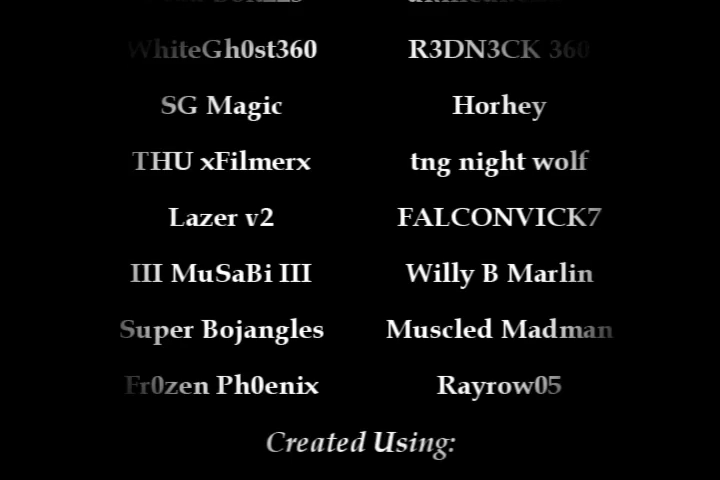 WhiteGh0st360 R3DN3CK 360
SG Magic Horhey
THU xFilmerx tng night wolf
Lazer v2 FALCONVICK7
III MuSaBi III Willy B Marlin
Super Bojangles Muscled Madman
Fr0zen Ph0enix Rayrow05
Created Using: